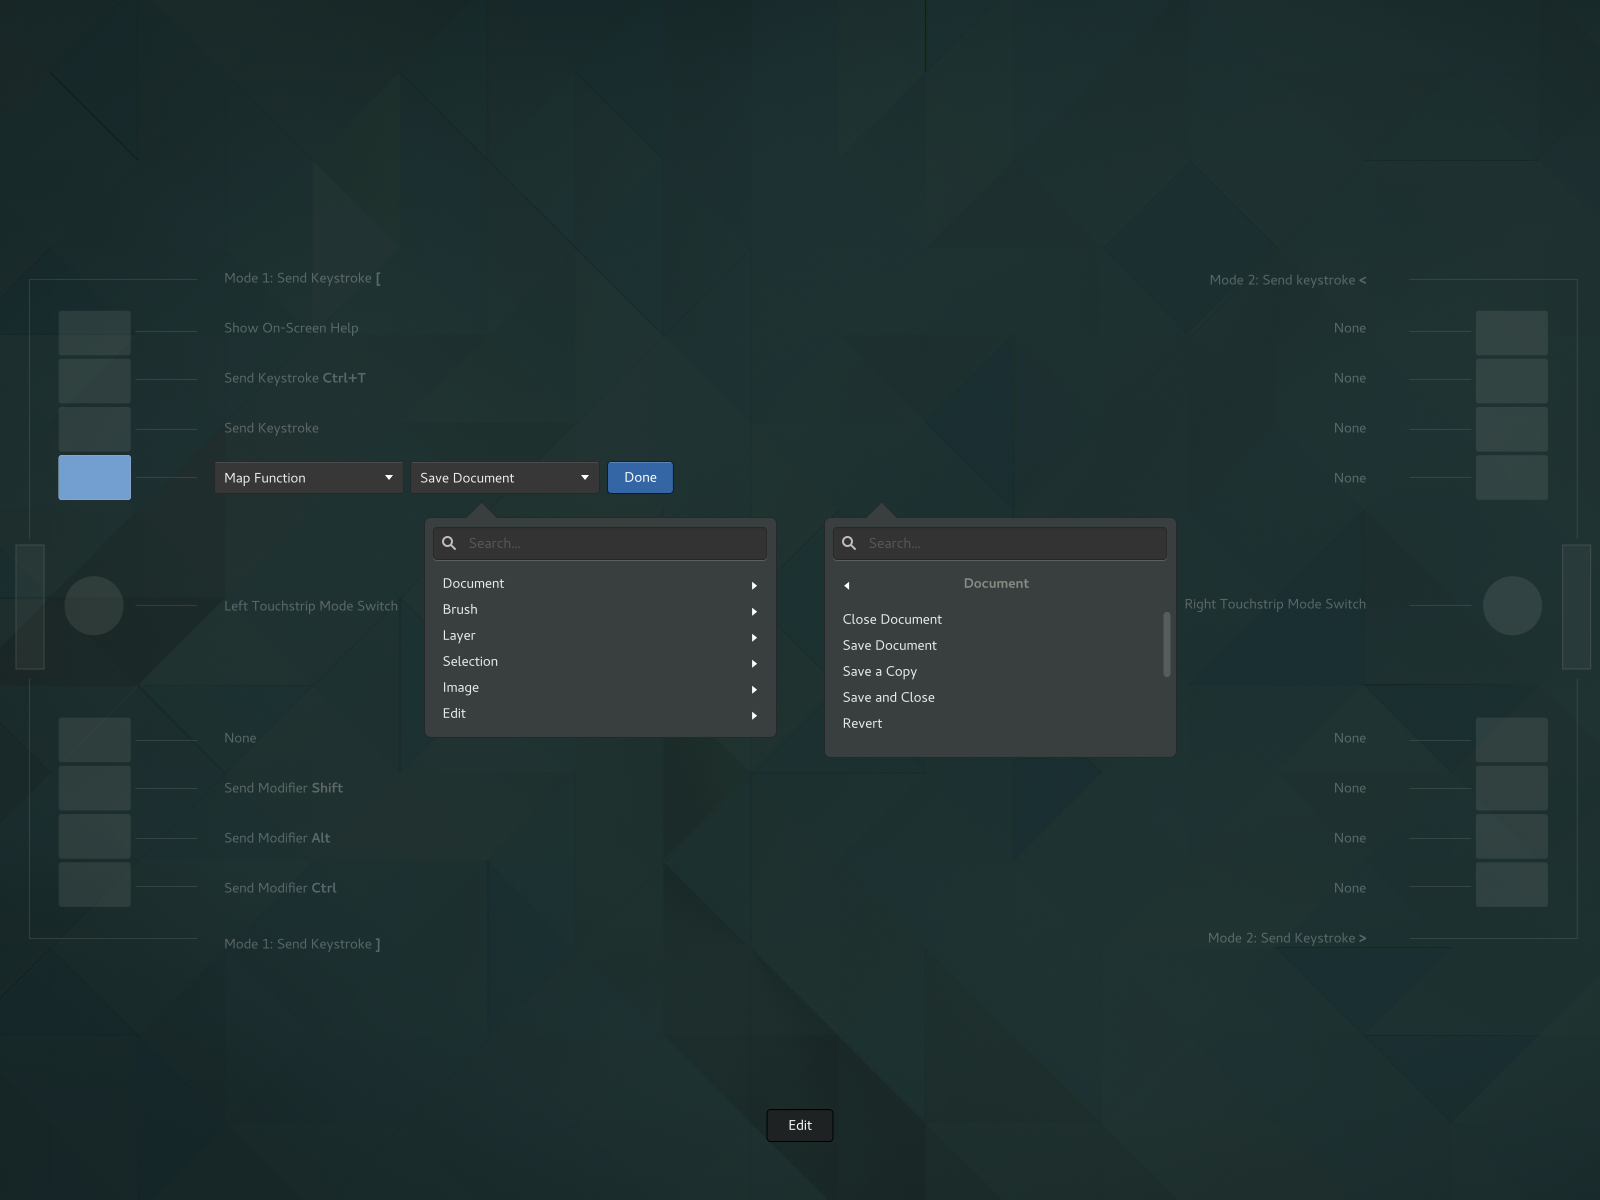 Mode 1: Send Keystroke [
Mode 2: Send keystroke <
Show On-Screen Help
None
Send Keystroke Ctrl+T
None
Send Keystroke
None
Map Function
Save Document
Done
None
Search...
Document
Brush
Layer
Selection
Image
Edit
Search...
Document
Close Document
Save Document
Save a Copy
Save and Close
Revert
Left Touchstrip Mode Switch
Right Touchstrip Mode Switch
None
None
Send Modifier Shift
None
Send Modifier Alt
None
Send Modifier Ctrl
None
Mode 1: Send Keystroke ]
Mode 2: Send Keystroke >
Edit